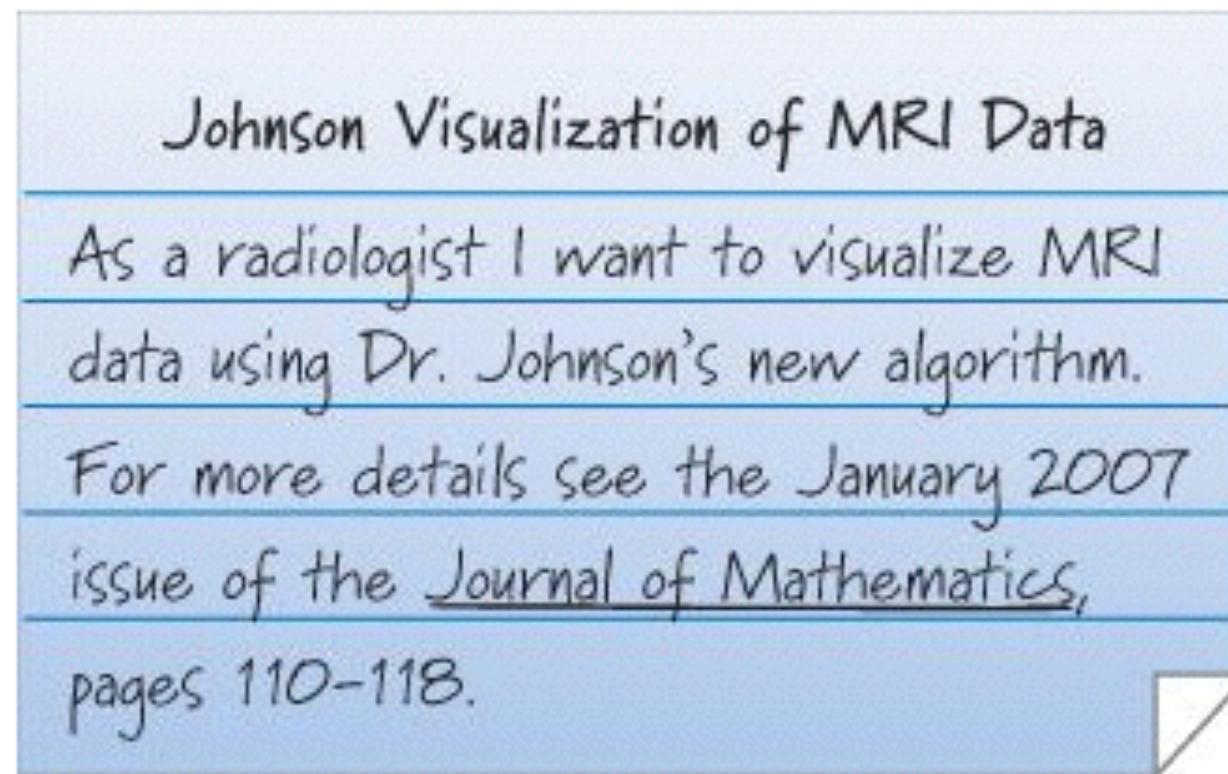 Johnson Visualization of MRI Data
As a radiologist I want to visualize MRI
data using Dr. Johnson's new algorithm.
For more details see the January 2007
issue of the Journal of Mathematics,
pages 110-118.